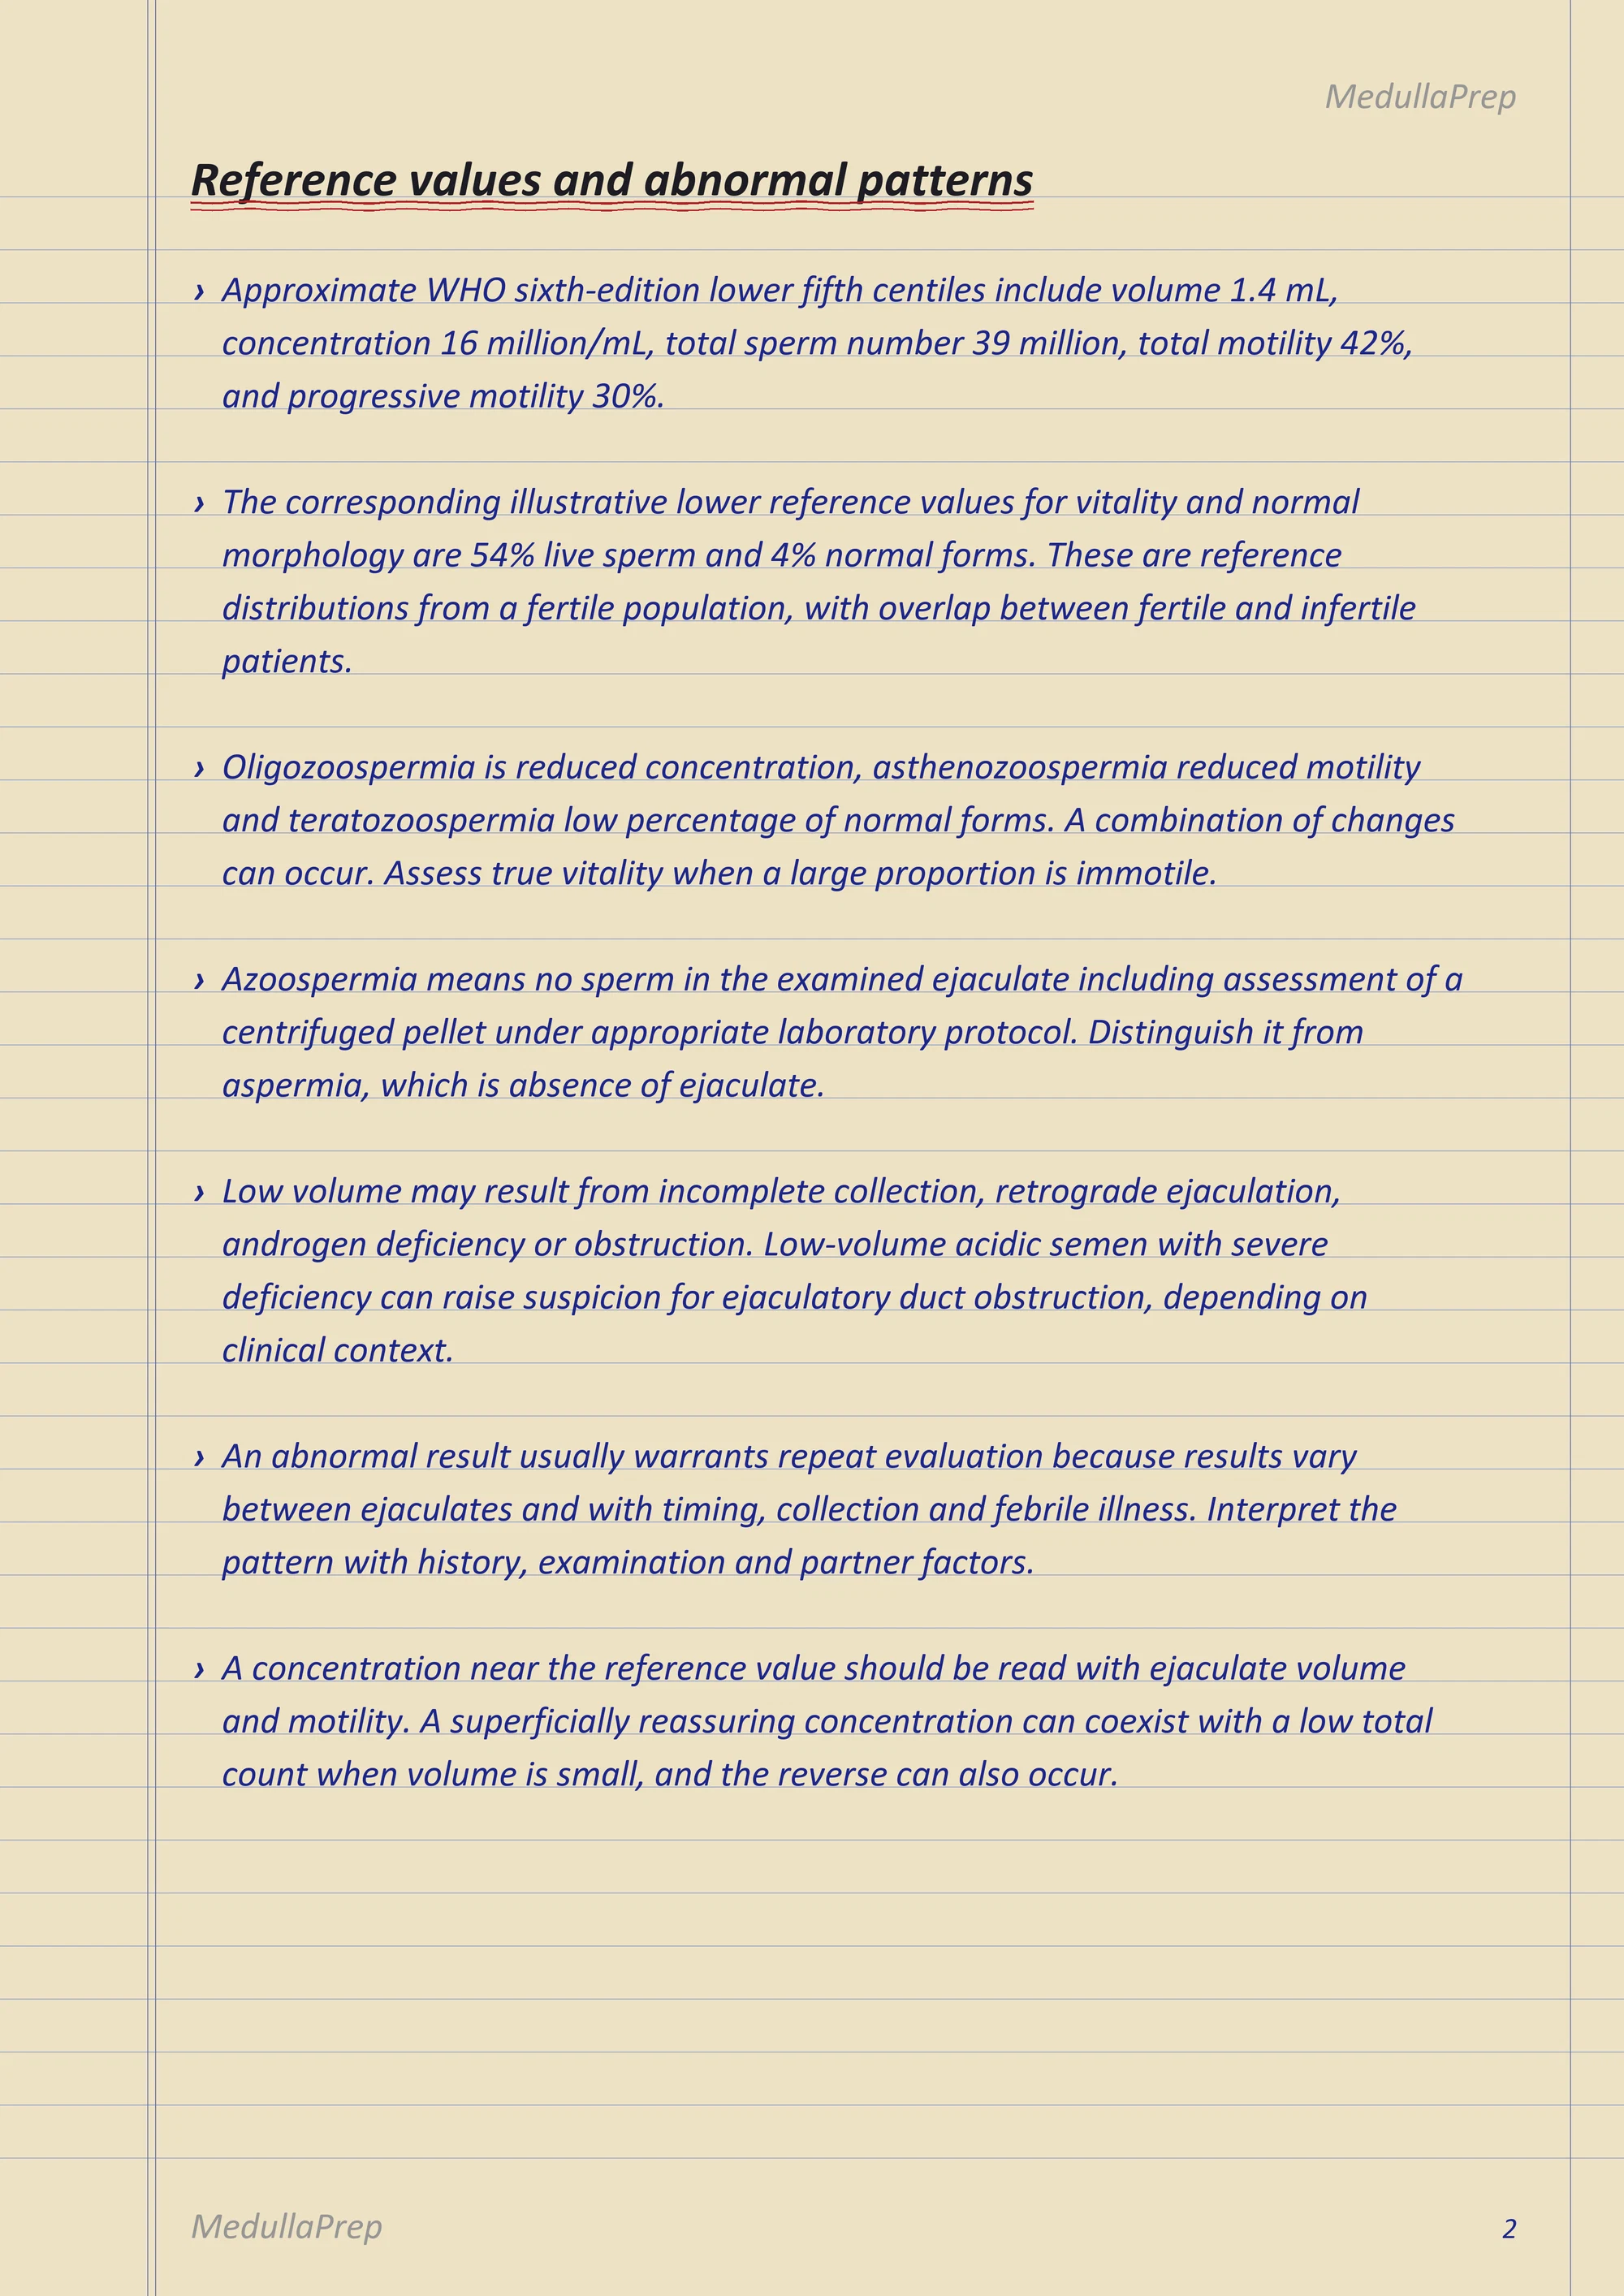 MedullaPrep
Reference values and abnormal patterns
› Approximate WHO sixth-edition lower fifth centiles include volume 1.4 mL,
concentration 16 million/mL, total sperm number 39 million, total motility 42%,
and progressive motility 30%.
› The corresponding illustrative lower reference values for vitality and normal
morphology are 54% live sperm and 4% normal forms. These are reference
distributions from a fertile population, with overlap between fertile and infertile
patients.
› Oligozoospermia is reduced concentration, asthenozoospermia reduced motility
and teratozoospermia low percentage of normal forms. A combination of changes
can occur. Assess true vitality when a large proportion is immotile.
› Azoospermia means no sperm in the examined ejaculate including assessment of a
centrifuged pellet under appropriate laboratory protocol. Distinguish it from
aspermia, which is absence of ejaculate.
› Low volume may result from incomplete collection, retrograde ejaculation,
androgen deficiency or obstruction. Low-volume acidic semen with severe
deficiency can raise suspicion for ejaculatory duct obstruction, depending on
clinical context.
› An abnormal result usually warrants repeat evaluation because results vary
between ejaculates and with timing, collection and febrile illness. Interpret the
pattern with history, examination and partner factors.
› A concentration near the reference value should be read with ejaculate volume
and motility. A superficially reassuring concentration can coexist with a low total
count when volume is small, and the reverse can also occur.
MedullaPrep
2